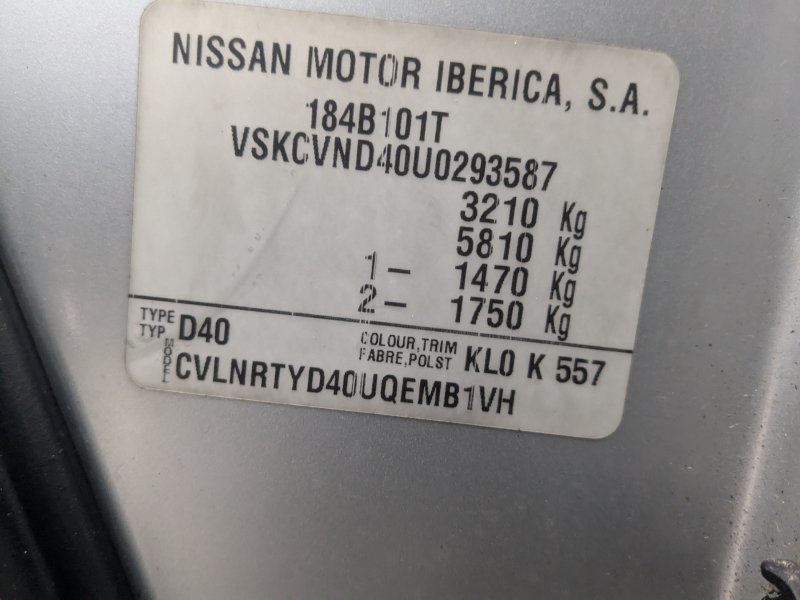 NISSAN MOTOR IBERICA, S.A.
184B101T
VSKCVND40U0293587
3210 Kg
5810 Kg
1- 1470 Kg
2- 1750 Kg
TYPE
TYP. D40
COLOUR,TRIM
FABRE,POLST KL0 K 557
MODEL CVLNRTYD40UQEMB1VH